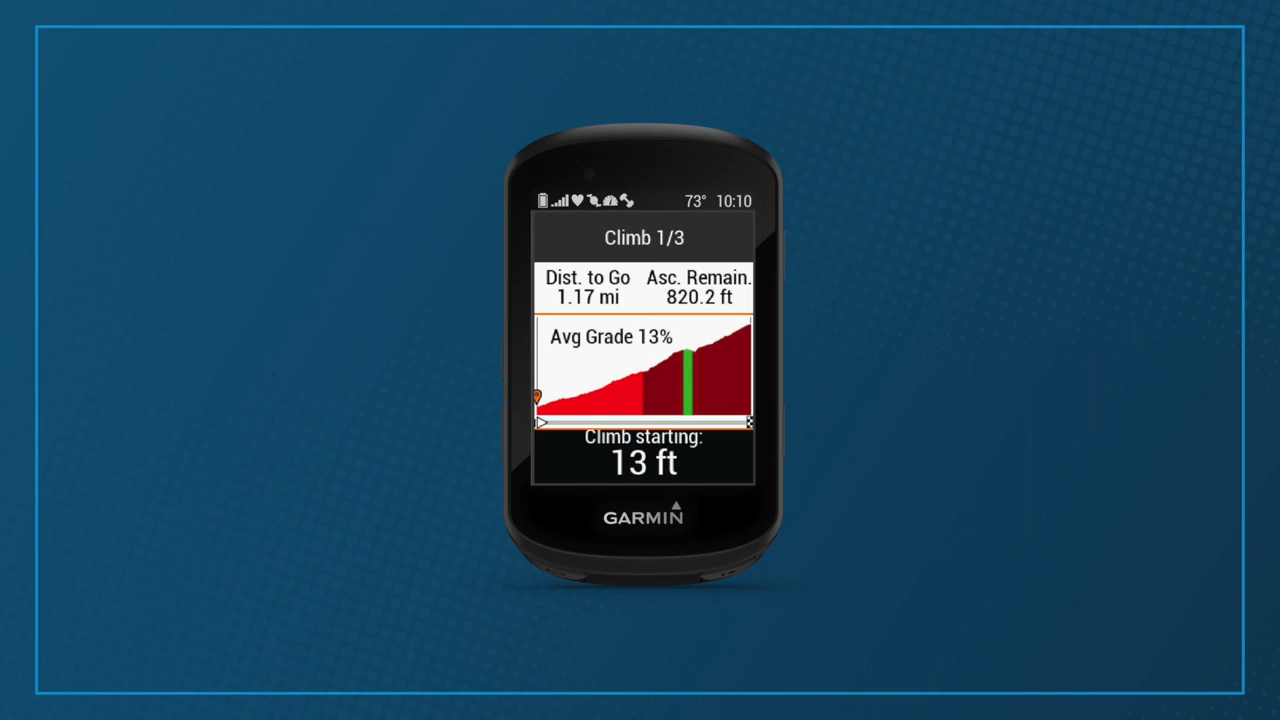 73° 10:10
Climb 1/3
Dist. to Go Asc. Remain.
1.17 mi 820.2 ft
Avg Grade 13%
Climb starting:
13 ft
GARMIN